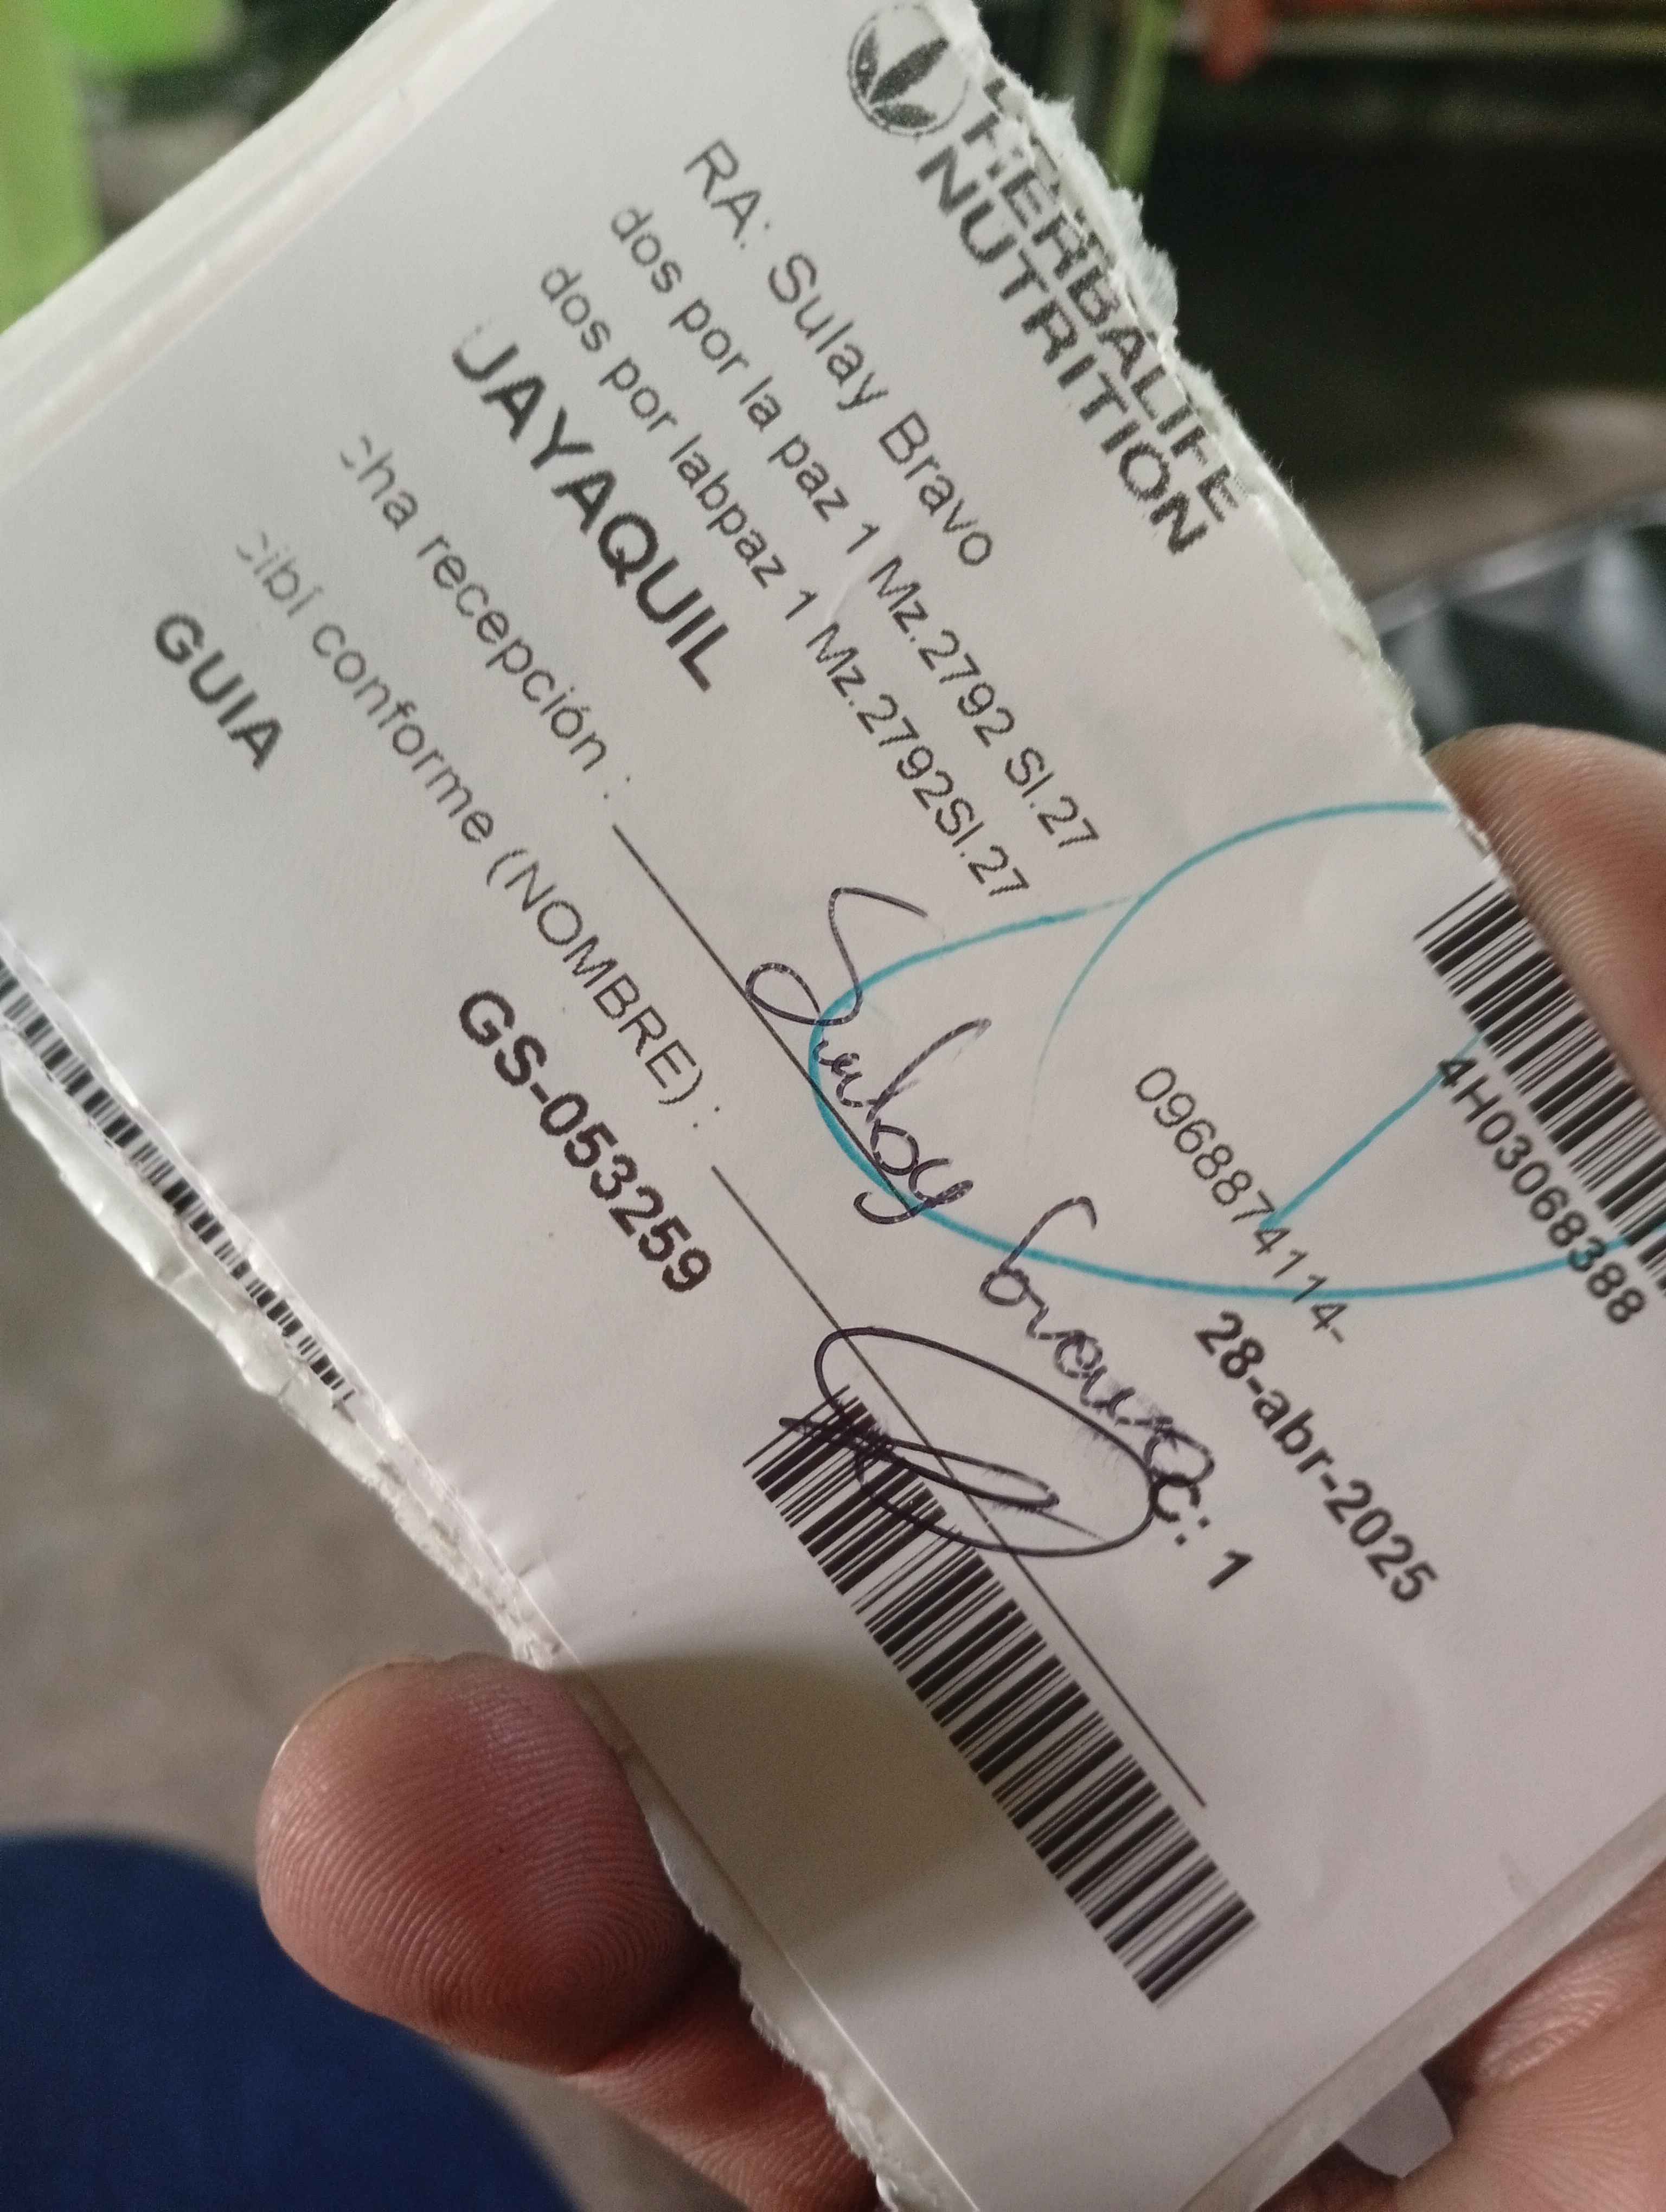 HERBALIFE
NUTRITION
4H03068388
RA: Sulay Bravo
dos por la paz 1 Mz.2792 Sl.27
0968874114-
dos por labpaz 1 Mz.2792Sl.27
28-abr-2025
UAYAQUIL
C: 1
cha recepción :
Sulay bravo
cibí conforme (NOMBRE) :
GUIA
GS-053259